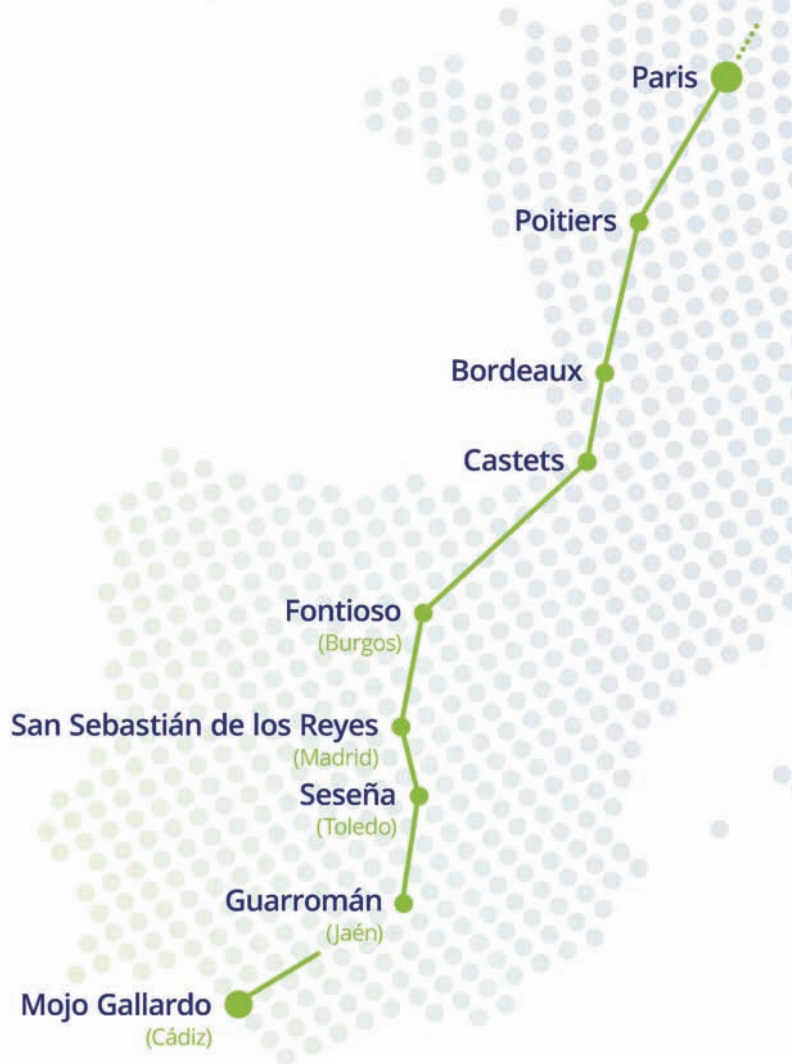 Paris
Poitiers
Bordeaux
Castets
Fontioso
(Burgos)
San Sebastián de los Reyes
(Madrid)
Seseña
(Toledo)
Guarromán
(Jaén)
Mojo Gallardo
(Cádiz)